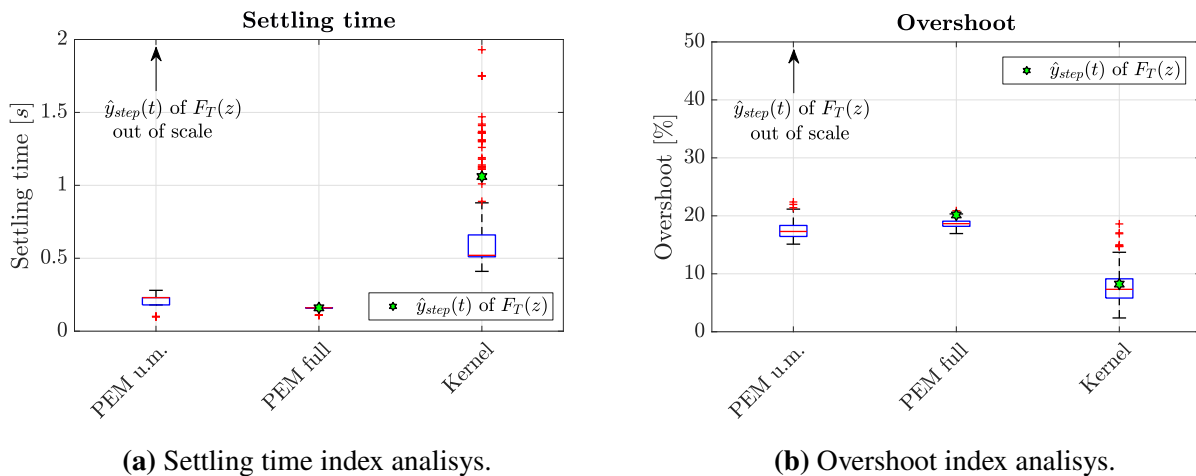 Settling time
2
1.5
1
0.5
0
Settling time [s]
ŷ_step(t) of F_T(z)
out of scale
ŷ_step(t) of F_T(z)
PEM u.m.
PEM full
Kernel
(a) Settling time index analisys.
Overshoot
50
40
30
20
10
0
Overshoot [%]
ŷ_step(t) of F_T(z)
out of scale
ŷ_step(t) of F_T(z)
PEM u.m.
PEM full
Kernel
(b) Overshoot index analisys.